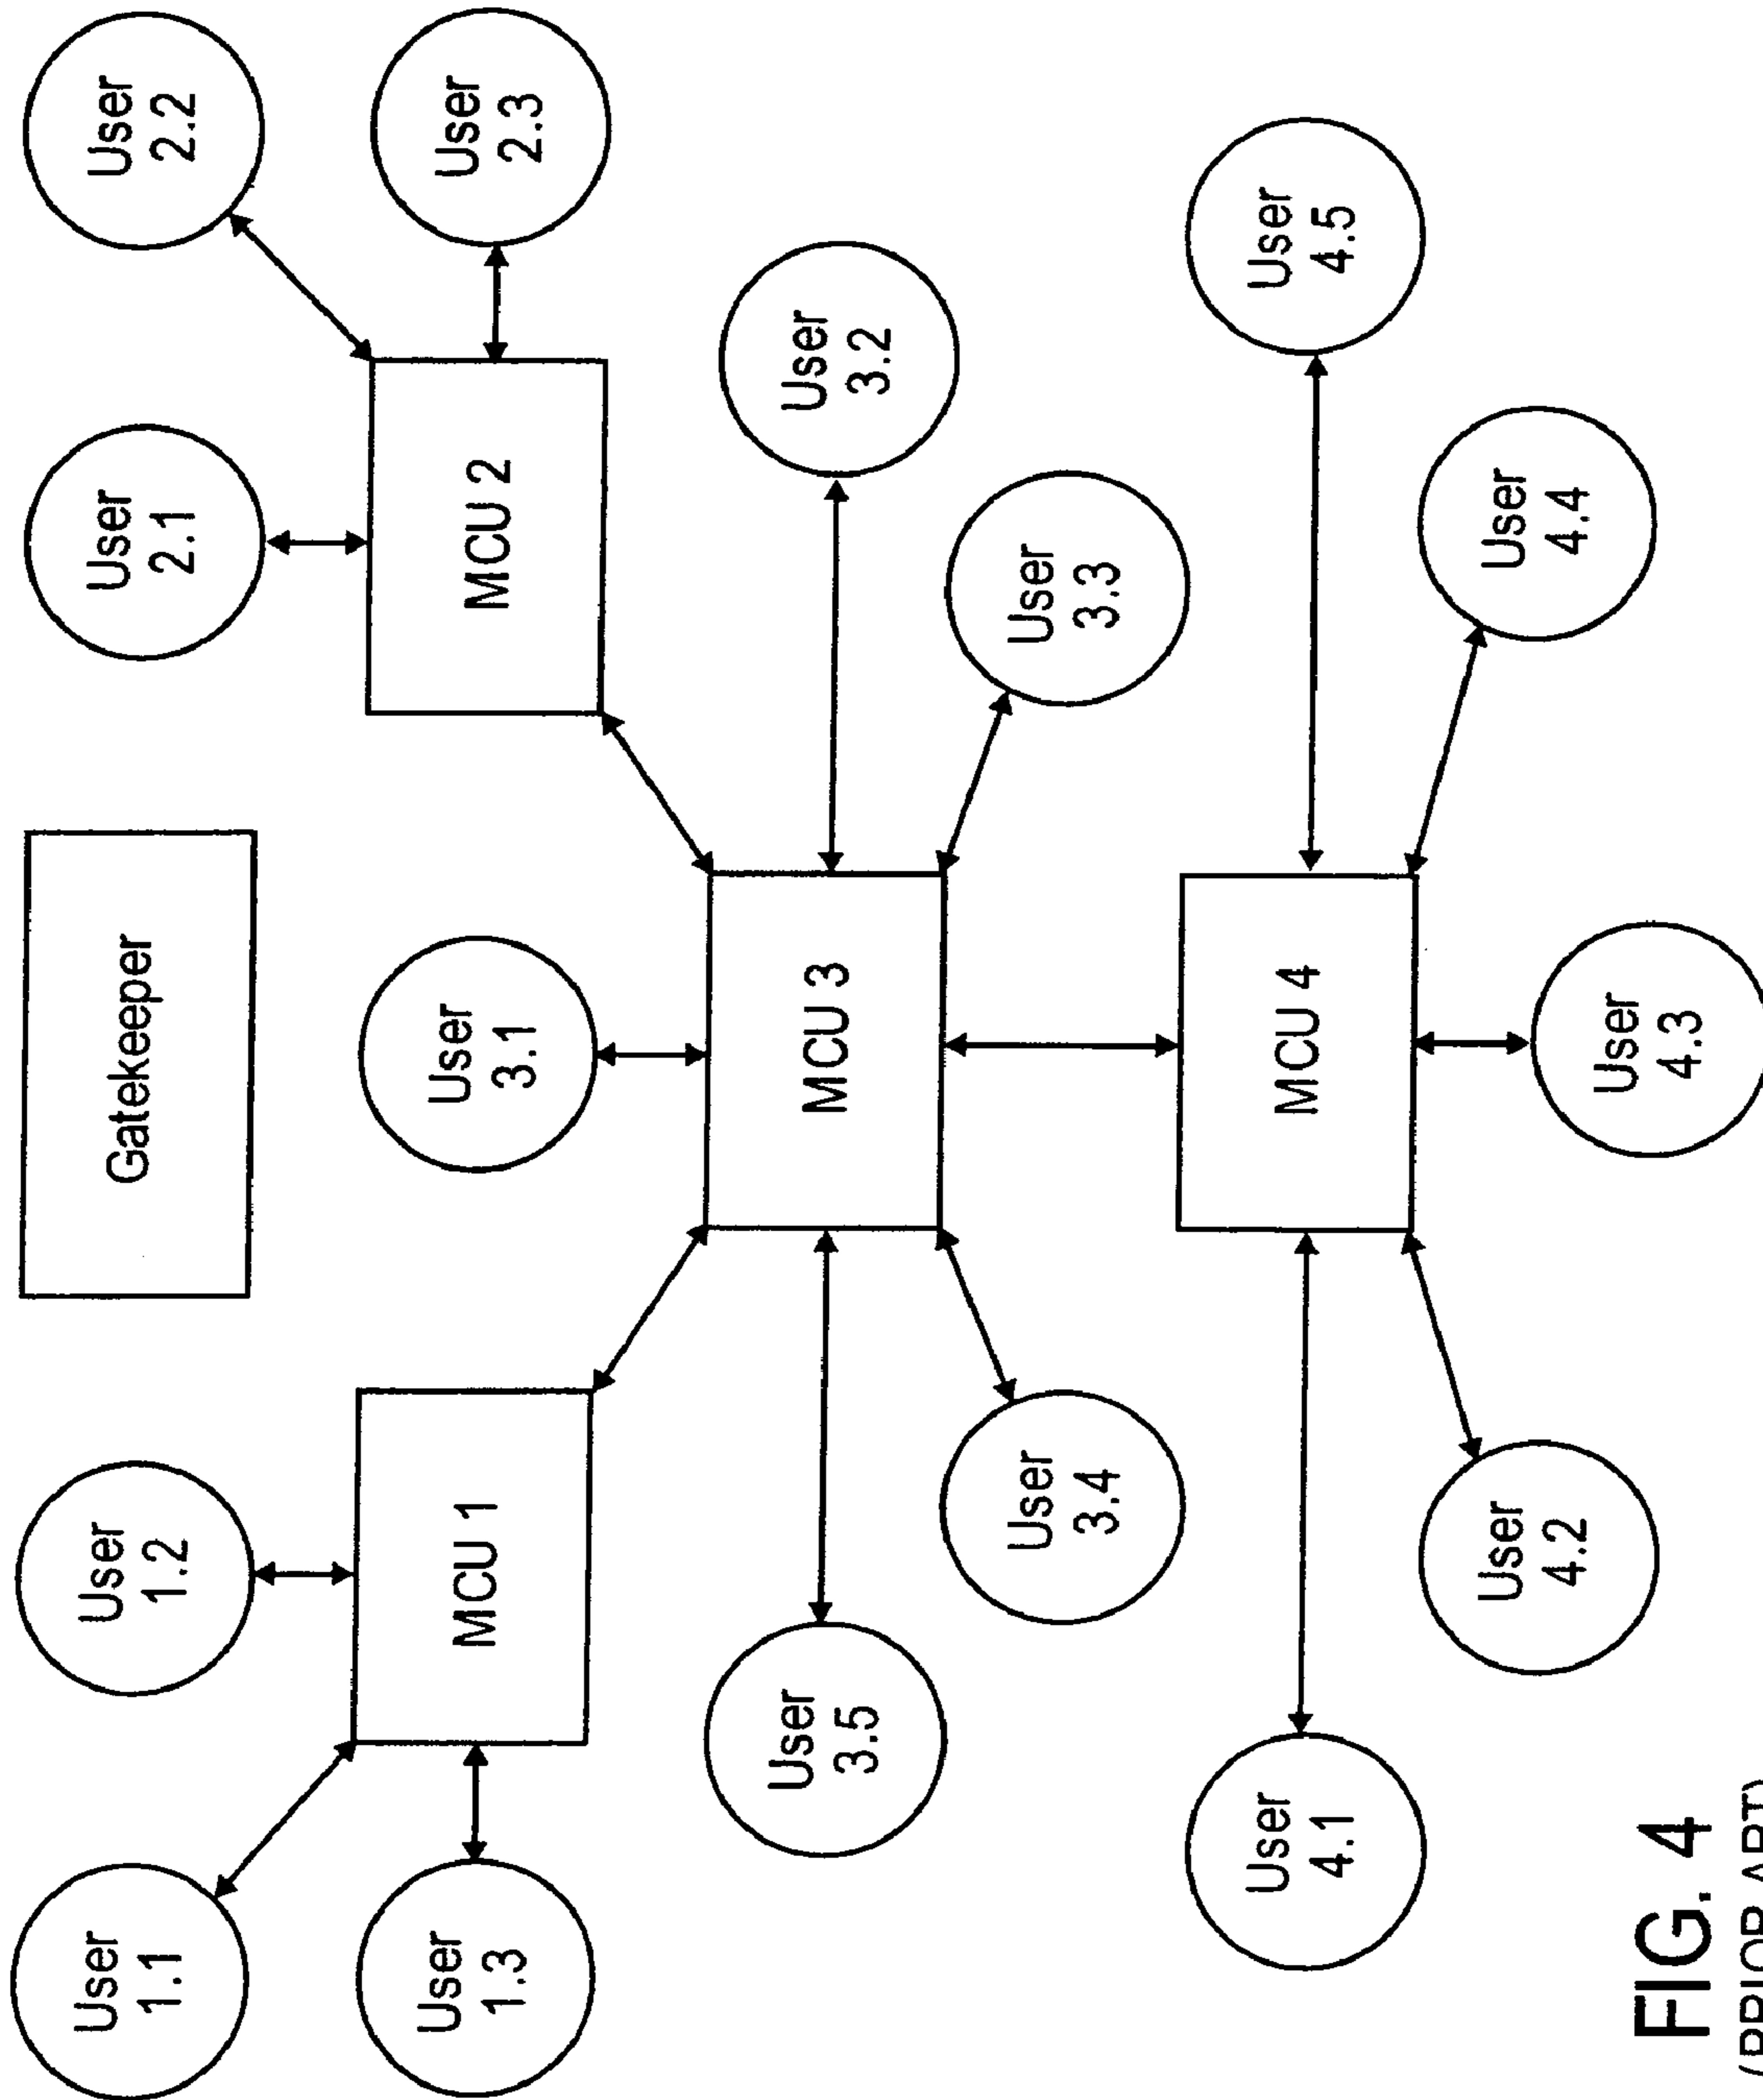 Gatekeeper
User
1.1
User
1.2
User
2.1
User
2.2
User
1.3
MCU 1
User
3.1
MCU 2
User
2.3
User
3.5
MCU 3
User
3.2
User
3.4
User
3.3
User
4.1
MCU 4
User
4.5
User
4.2
User
4.3
User
4.4
FIG. 4
(PRIOR ART)